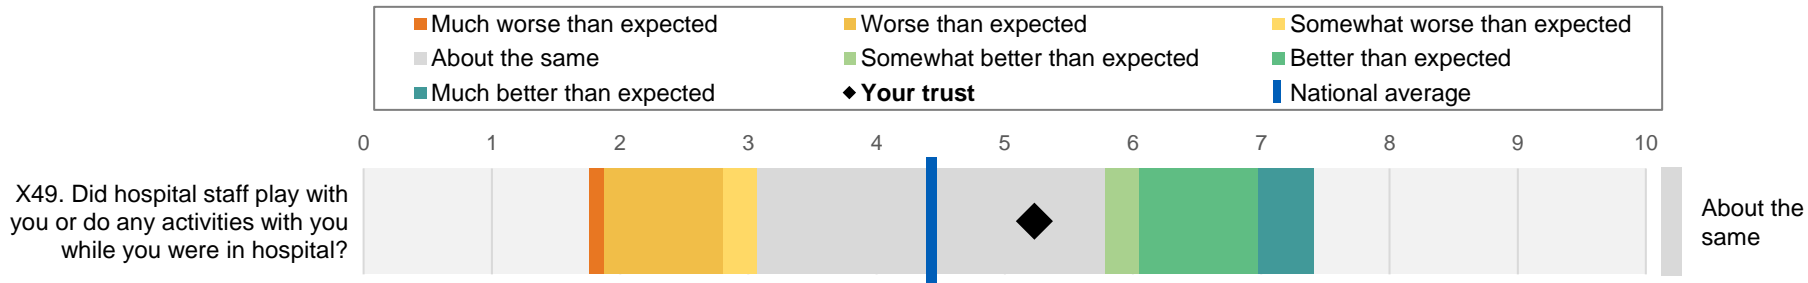 Much worse than expected
Worse than expected
Somewhat worse than expected
About the same
Somewhat better than expected
Better than expected
Much better than expected
Your trust
National average
0 1 2 3 4 5 6 7 8 9 10
X49. Did hospital staff play with
you or do any activities with you
while you were in hospital?
About the
same